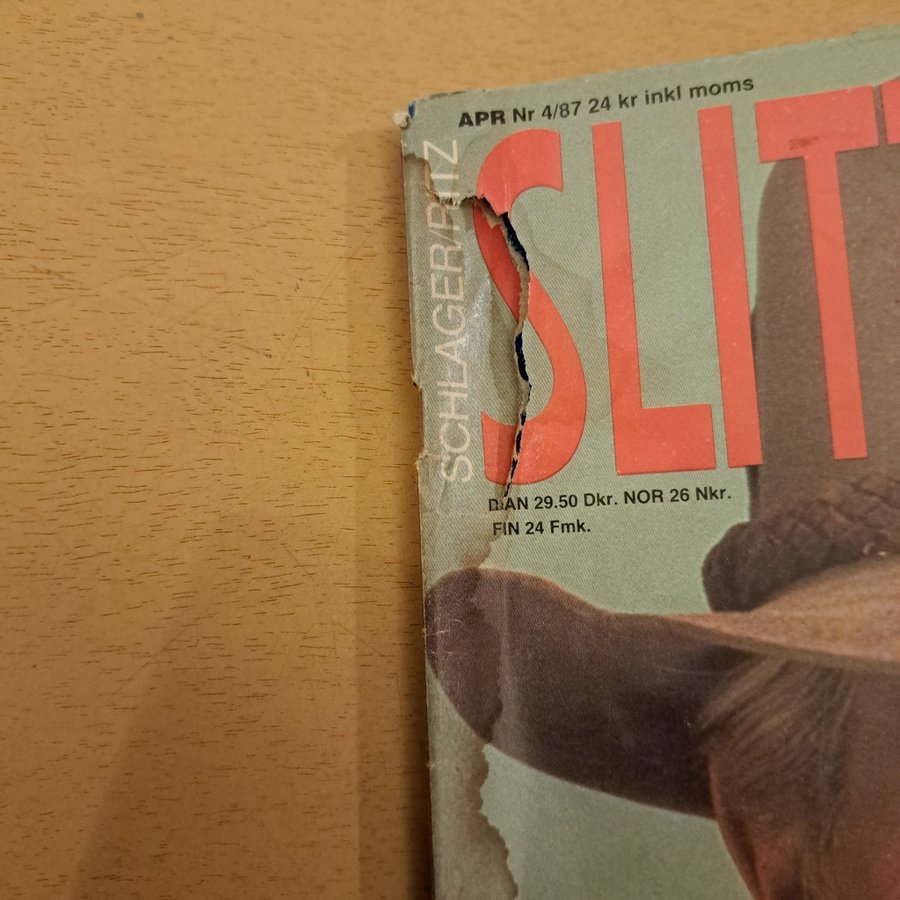 APR Nr 4/87 24 kr inkl moms
SLIT
SCHLAGER/RITZ
DAN 29.50 Dkr. NOR 26 Nkr.
FIN 24 Fmk.